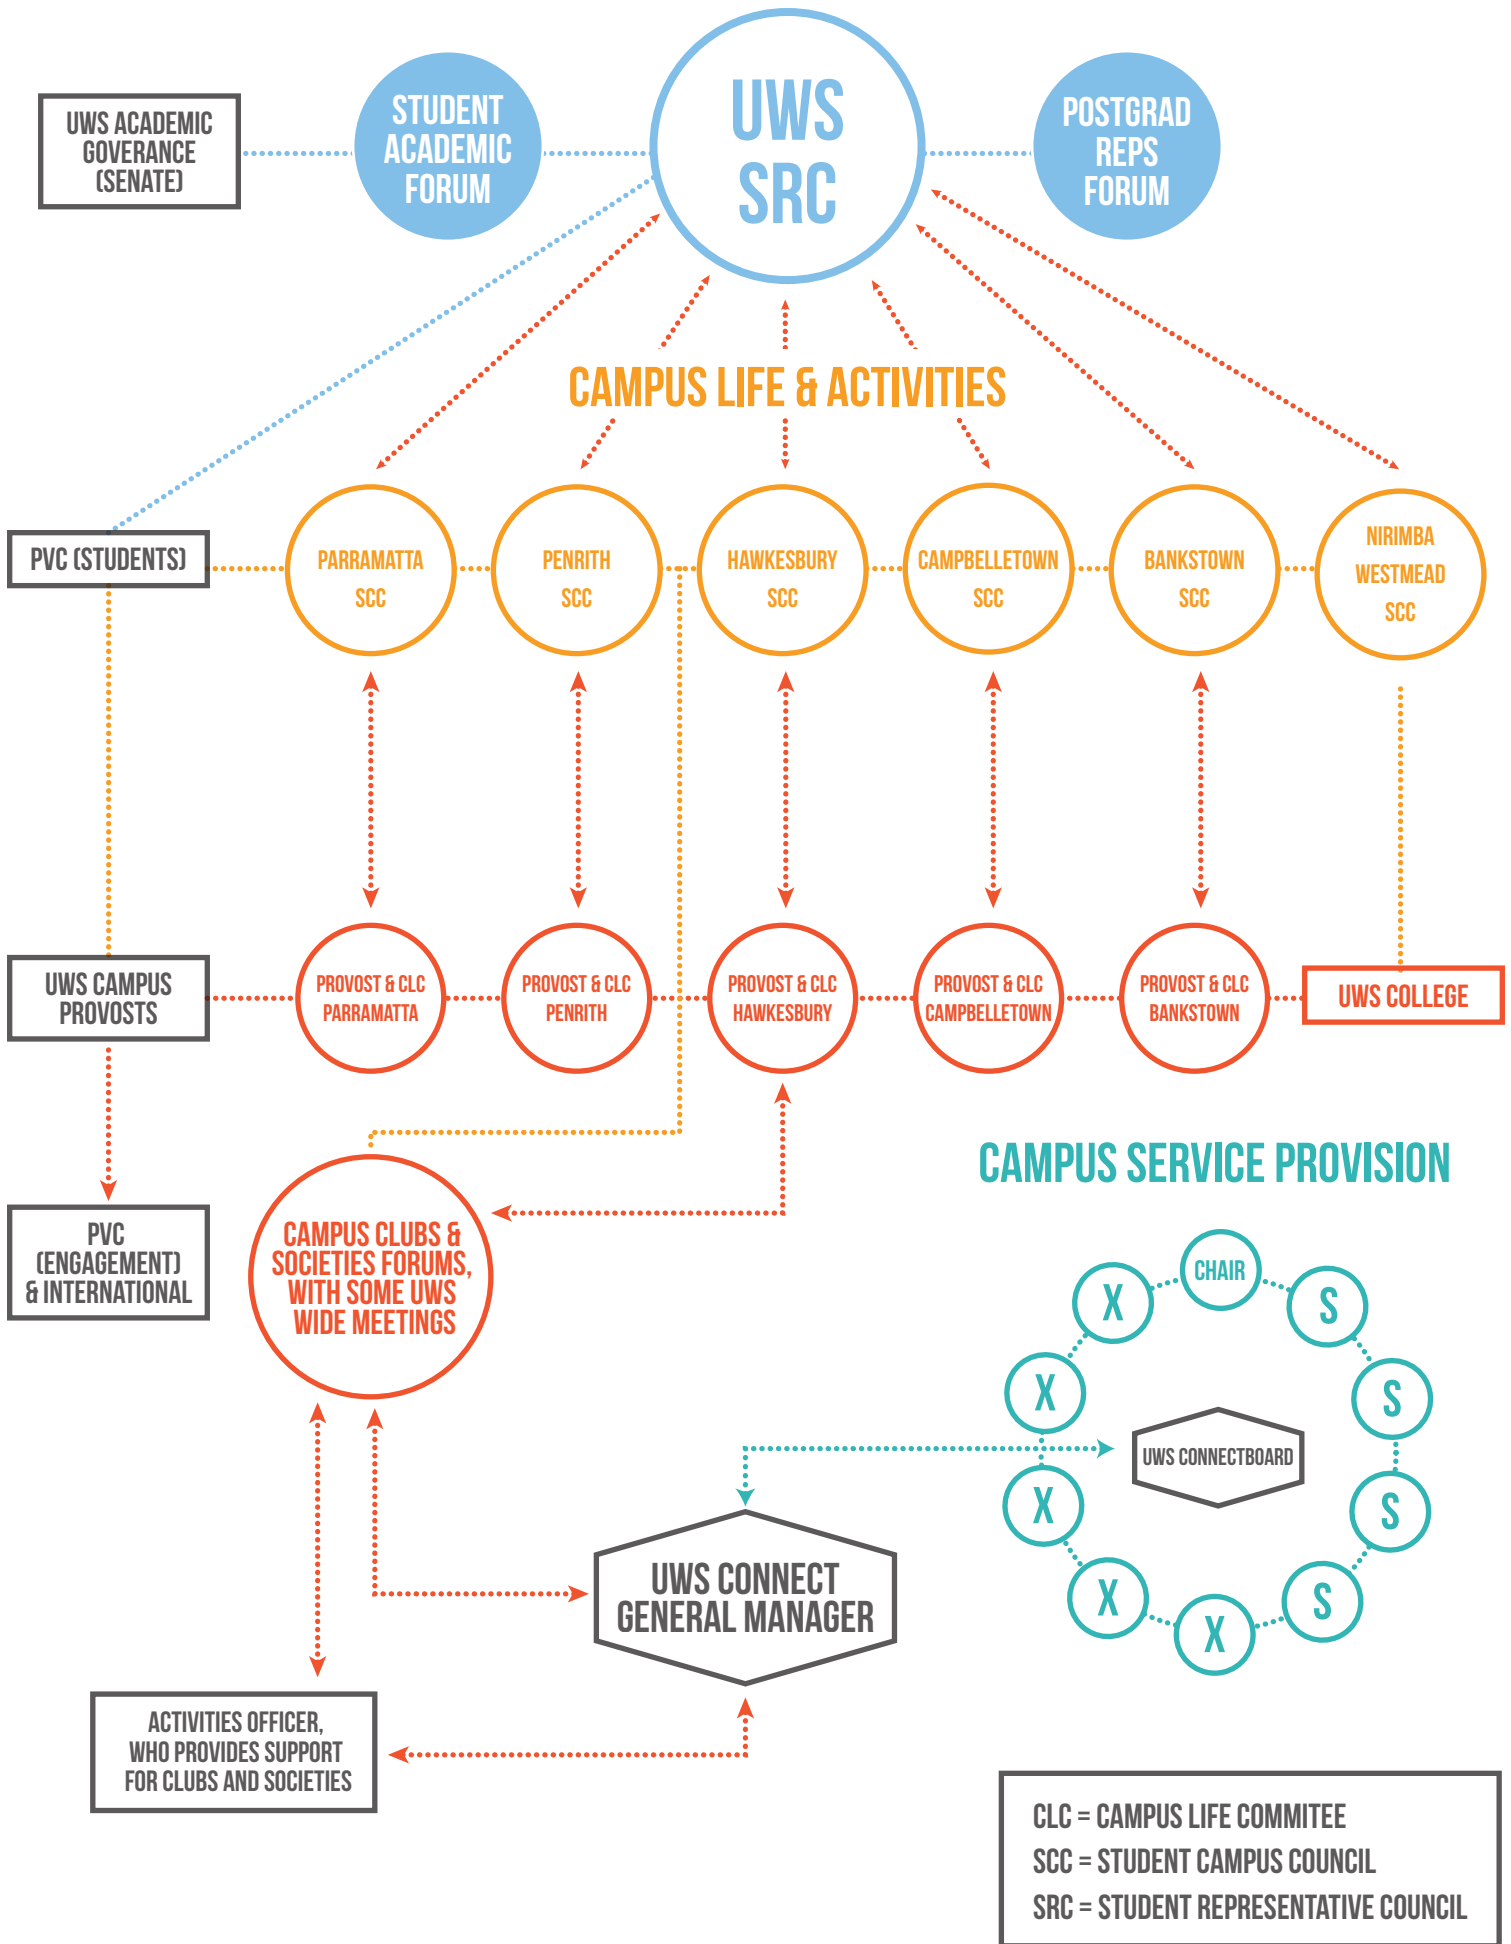 UWS ACADEMIC
GOVERANCE
(SENATE)
STUDENT
ACADEMIC
FORUM
UWS
SRC
POSTGRAD
REPS
FORUM
CAMPUS LIFE & ACTIVITIES
PVC (STUDENTS)
PARRAMATTA
SCC
PENRITH
SCC
HAWKESBURY
SCC
CAMPBELLETOWN
SCC
BANKSTOWN
SCC
NIRIMBA
WESTMEAD
SCC
UWS CAMPUS
PROVOSTS
PROVOST & CLC
PARRAMATTA
PROVOST & CLC
PENRITH
PROVOST & CLC
HAWKESBURY
PROVOST & CLC
CAMPBELLETOWN
PROVOST & CLC
BANKSTOWN
UWS COLLEGE
PVC
(ENGAGEMENT)
& INTERNATIONAL
CAMPUS CLUBS &
SOCIETIES FORUMS,
WITH SOME UWS
WIDE MEETINGS
CAMPUS SERVICE PROVISION
CHAIR
X
S
X
S
UWS CONNECTBOARD
X
S
X
S
X
UWS CONNECT
GENERAL MANAGER
ACTIVITIES OFFICER,
WHO PROVIDES SUPPORT
FOR CLUBS AND SOCIETIES
CLC = CAMPUS LIFE COMMITEE
SCC = STUDENT CAMPUS COUNCIL
SRC = STUDENT REPRESENTATIVE COUNCIL